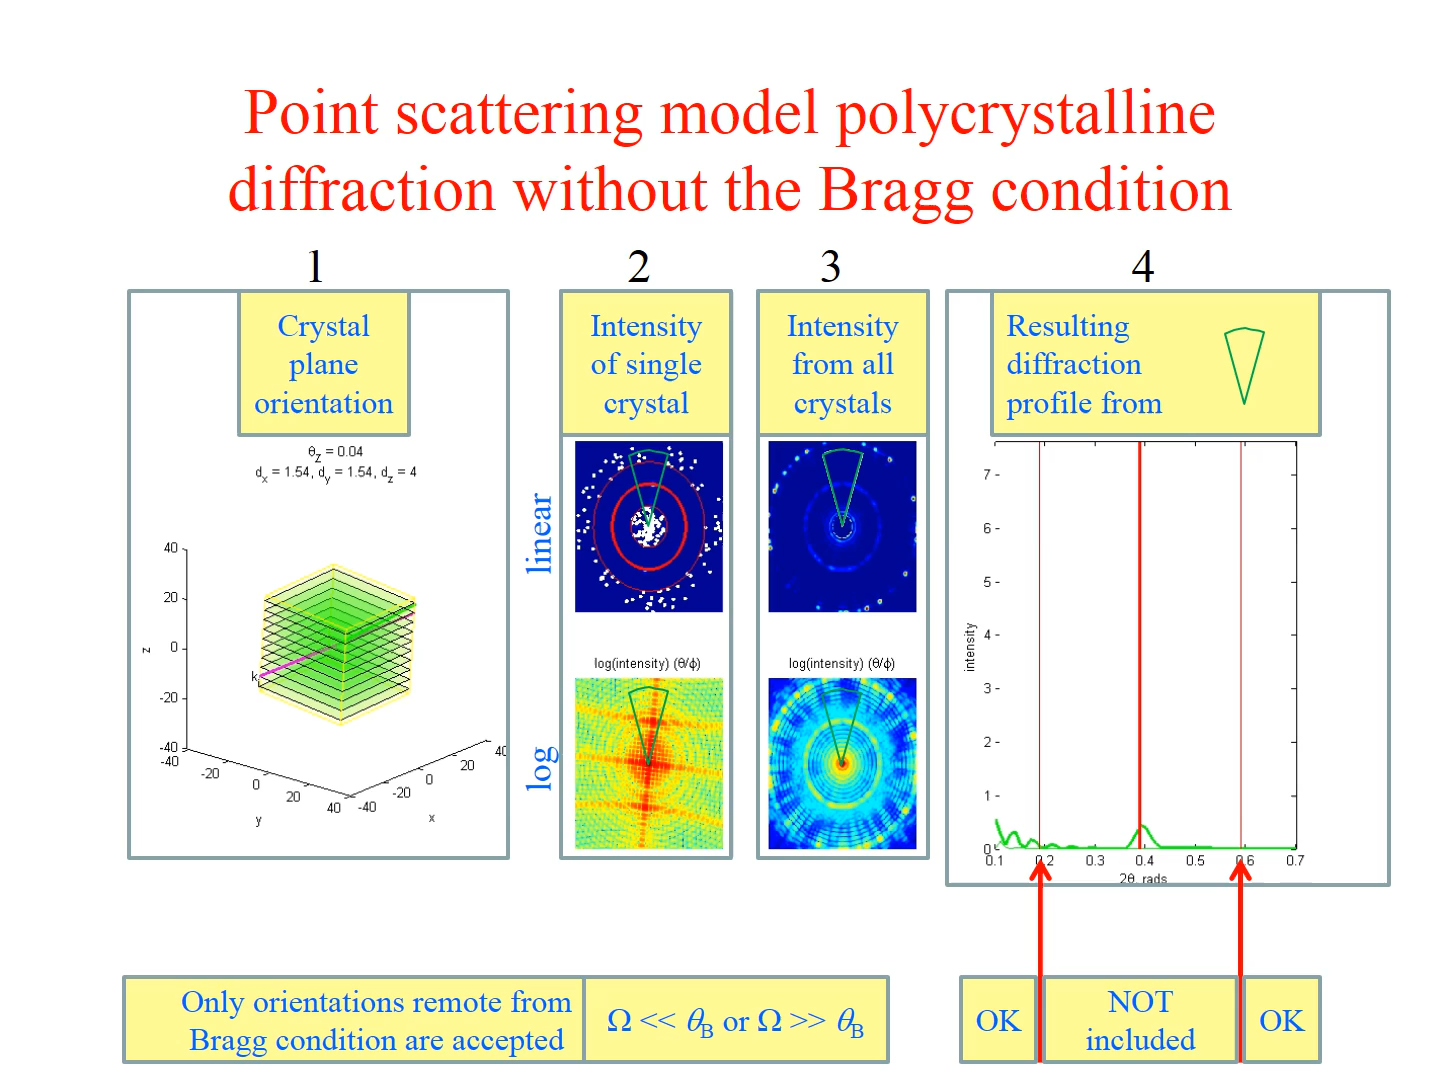 Point scattering model polycrystalline
diffraction without the Bragg condition
1
2
3
4
Crystal
plane
orientation
Intensity
of single
crystal
Intensity
from all
crystals
Resulting
diffraction
profile from
θz = 0.04
dx = 1.54, dy = 1.54, dz = 4
40
20
0
-20
-40
z
k
-40
-20
0
20
40
y
-40
-20
0
20
40
x
linear
log
log(intensity) (θ/ϕ)
log(intensity) (θ/ϕ)
7
6
5
4
3
2
1
0
intensity
0.1
0.2
0.3
0.4
0.5
0.6
0.7
2θ, rads
Only orientations remote from
Bragg condition are accepted
Ω << θB or Ω >> θB
OK
NOT
included
OK